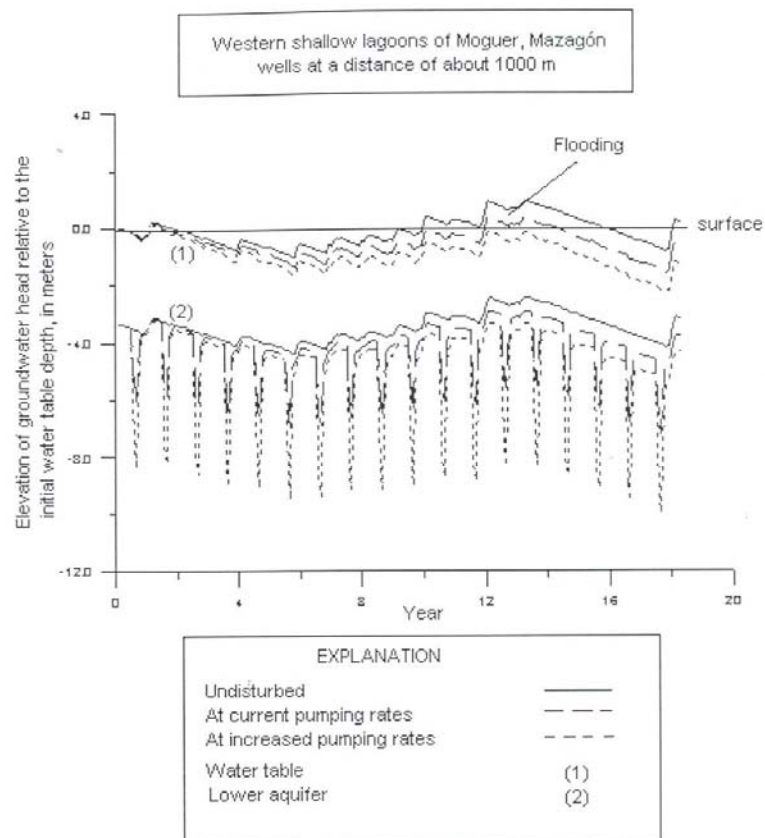 Western shallow lagoons of Moguer, Mazagón
wells at a distance of about 1000 m
Elevation of groundwater head relative to the
initial water table depth, in meters
4.0
0.0
-4.0
-8.0
-12.0
Flooding
surface
(1)
(2)
0
4
8
12
16
20
Year
EXPLANATION
Undisturbed
At current pumping rates
At increased pumping rates
Water table (1)
Lower aquifer (2)